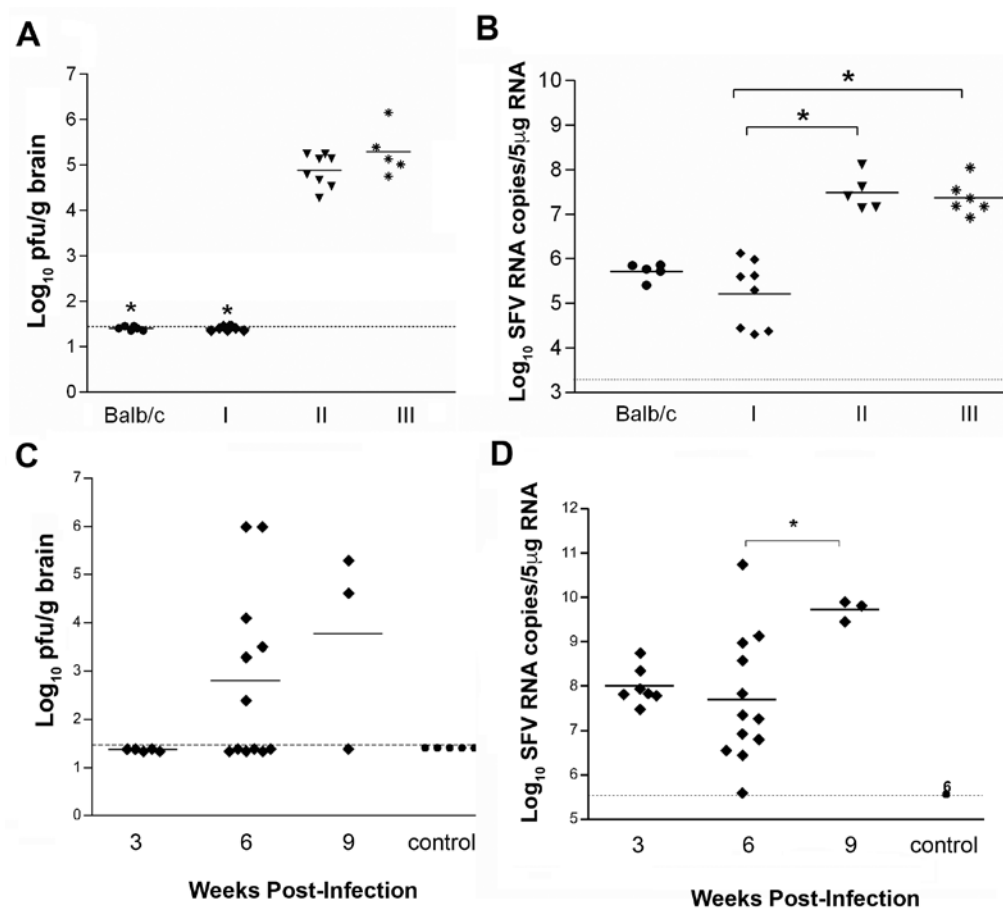 A
Log10 pfu/g brain
7
6
5
4
3
2
1
0
*
*
Balb/c I II III
B
Log10 SFV RNA copies/5μg RNA
10
9
8
7
6
5
4
3
*
*
Balb/c I II III
C
Log10 pfu/g brain
7
6
5
4
3
2
1
0
3 6 9 control
Weeks Post-Infection
D
Log10 SFV RNA copies/5μg RNA
12
11
10
9
8
7
6
5
*
6
3 6 9 control
Weeks Post-Infection